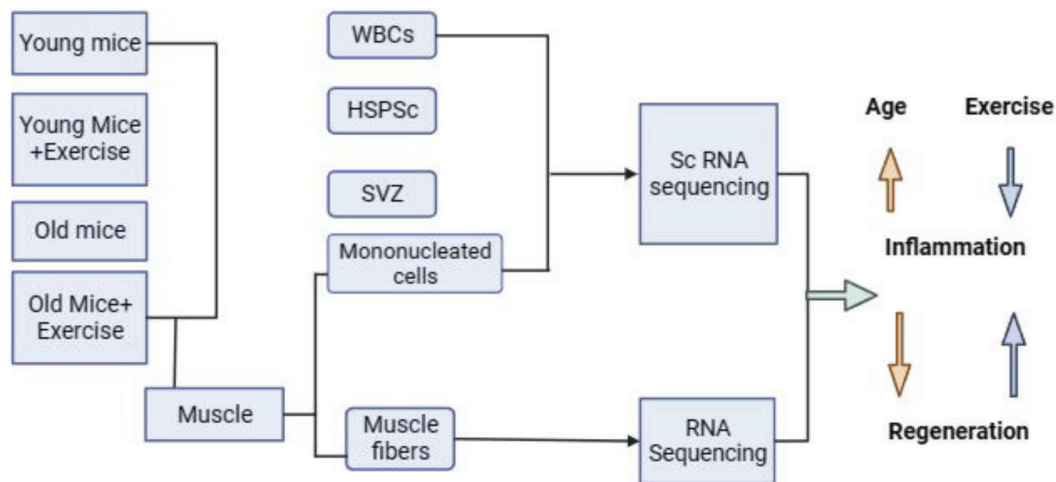 Young mice
Young Mice
+Exercise
Old mice
Old Mice+
Exercise
Muscle
WBCs
HSPSc
SVZ
Mononucleated
cells
Muscle
fibers
Sc RNA
sequencing
RNA
Sequencing
Age
Exercise
Inflammation
Regeneration